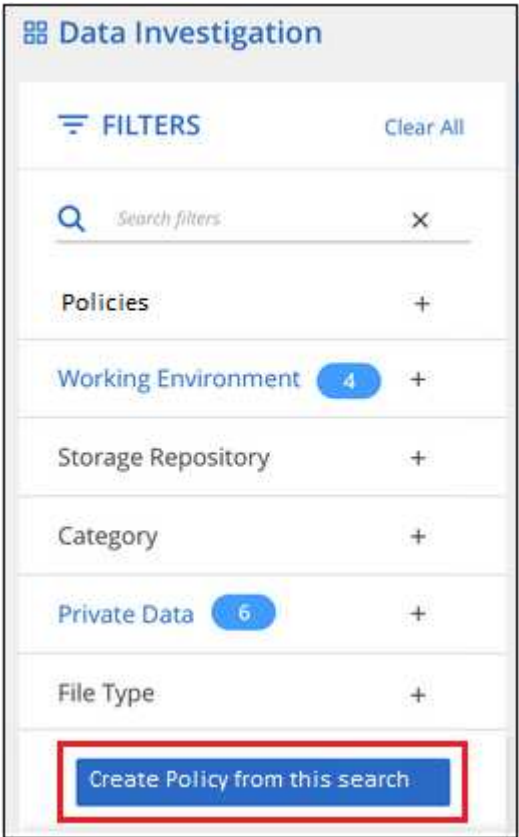 Data Investigation
FILTERS Clear All
Search filters
Policies +
Working Environment 4 +
Storage Repository +
Category +
Private Data 6 +
File Type +
Create Policy from this search